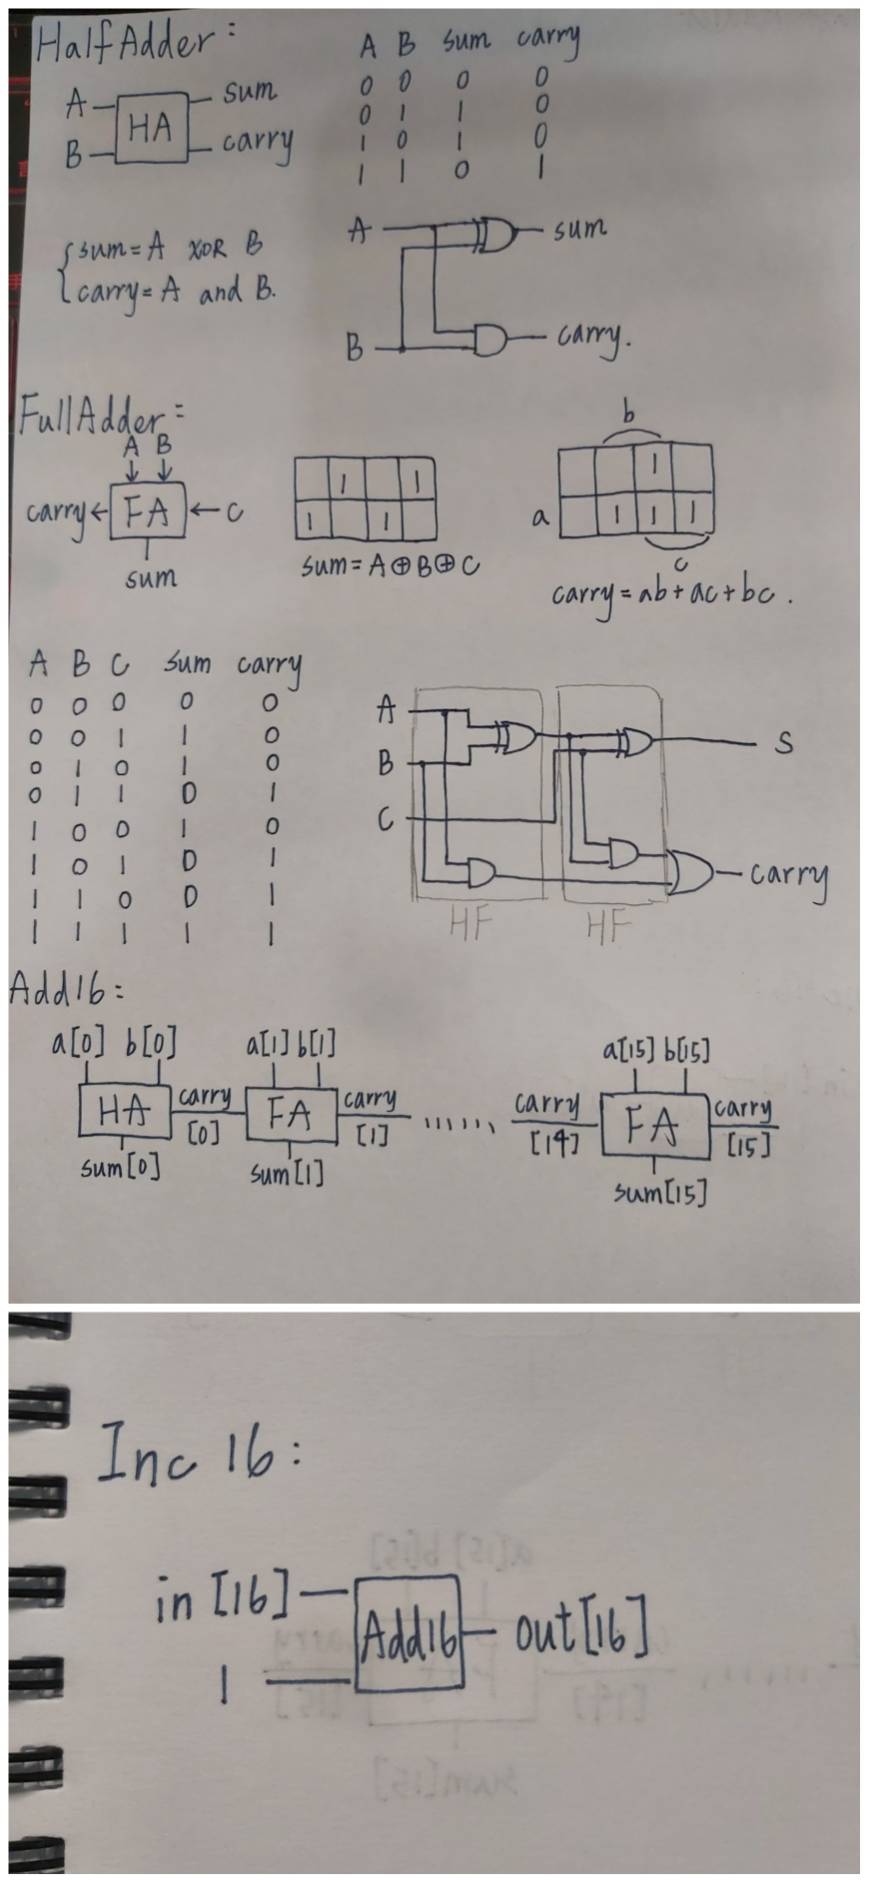 HalfAdder:
A B sum carry
0 0 0 0
0 1 1 0
1 0 1 0
1 1 0 1
A
B
HA
sum
carry
sum = A XOR B
carry = A and B.
A
B
sum
carry.
FullAdder:
A B
carry FA C
sum
1 1
1 1
sum = A⊕B⊕C
b
1
a 1 1 1
c
carry = ab + ac + bc .
A B C sum carry
0 0 0 0 0
0 0 1 1 0
0 1 0 1 0
0 1 1 0 1
1 0 0 1 0
1 0 1 0 1
1 1 0 0 1
1 1 1 1 1
A
B
C
S
carry
HF HF
Add16:
a[0] b[0] a[1] b[1] a[15] b[15]
HA carry [0] FA carry [1] ...... carry [14] FA carry [15]
sum[0] sum[1] sum[15]
Inc 16:
in [16] Add16 out[16]
1